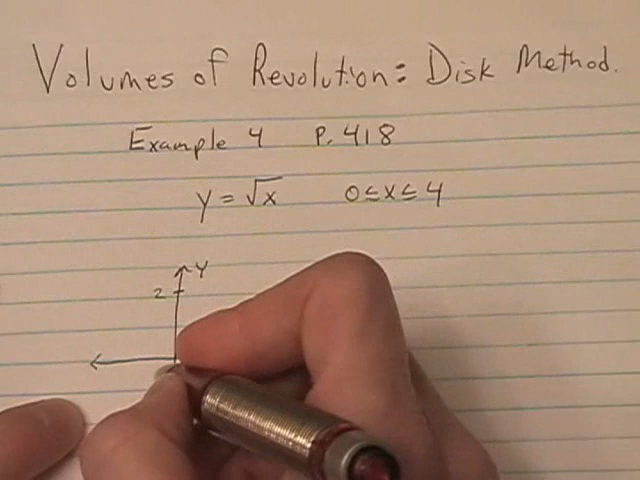 Volumes of Revolution: Disk Method.
Example 4 P. 418
y = √x 0 ≤ x ≤ 4
y
2